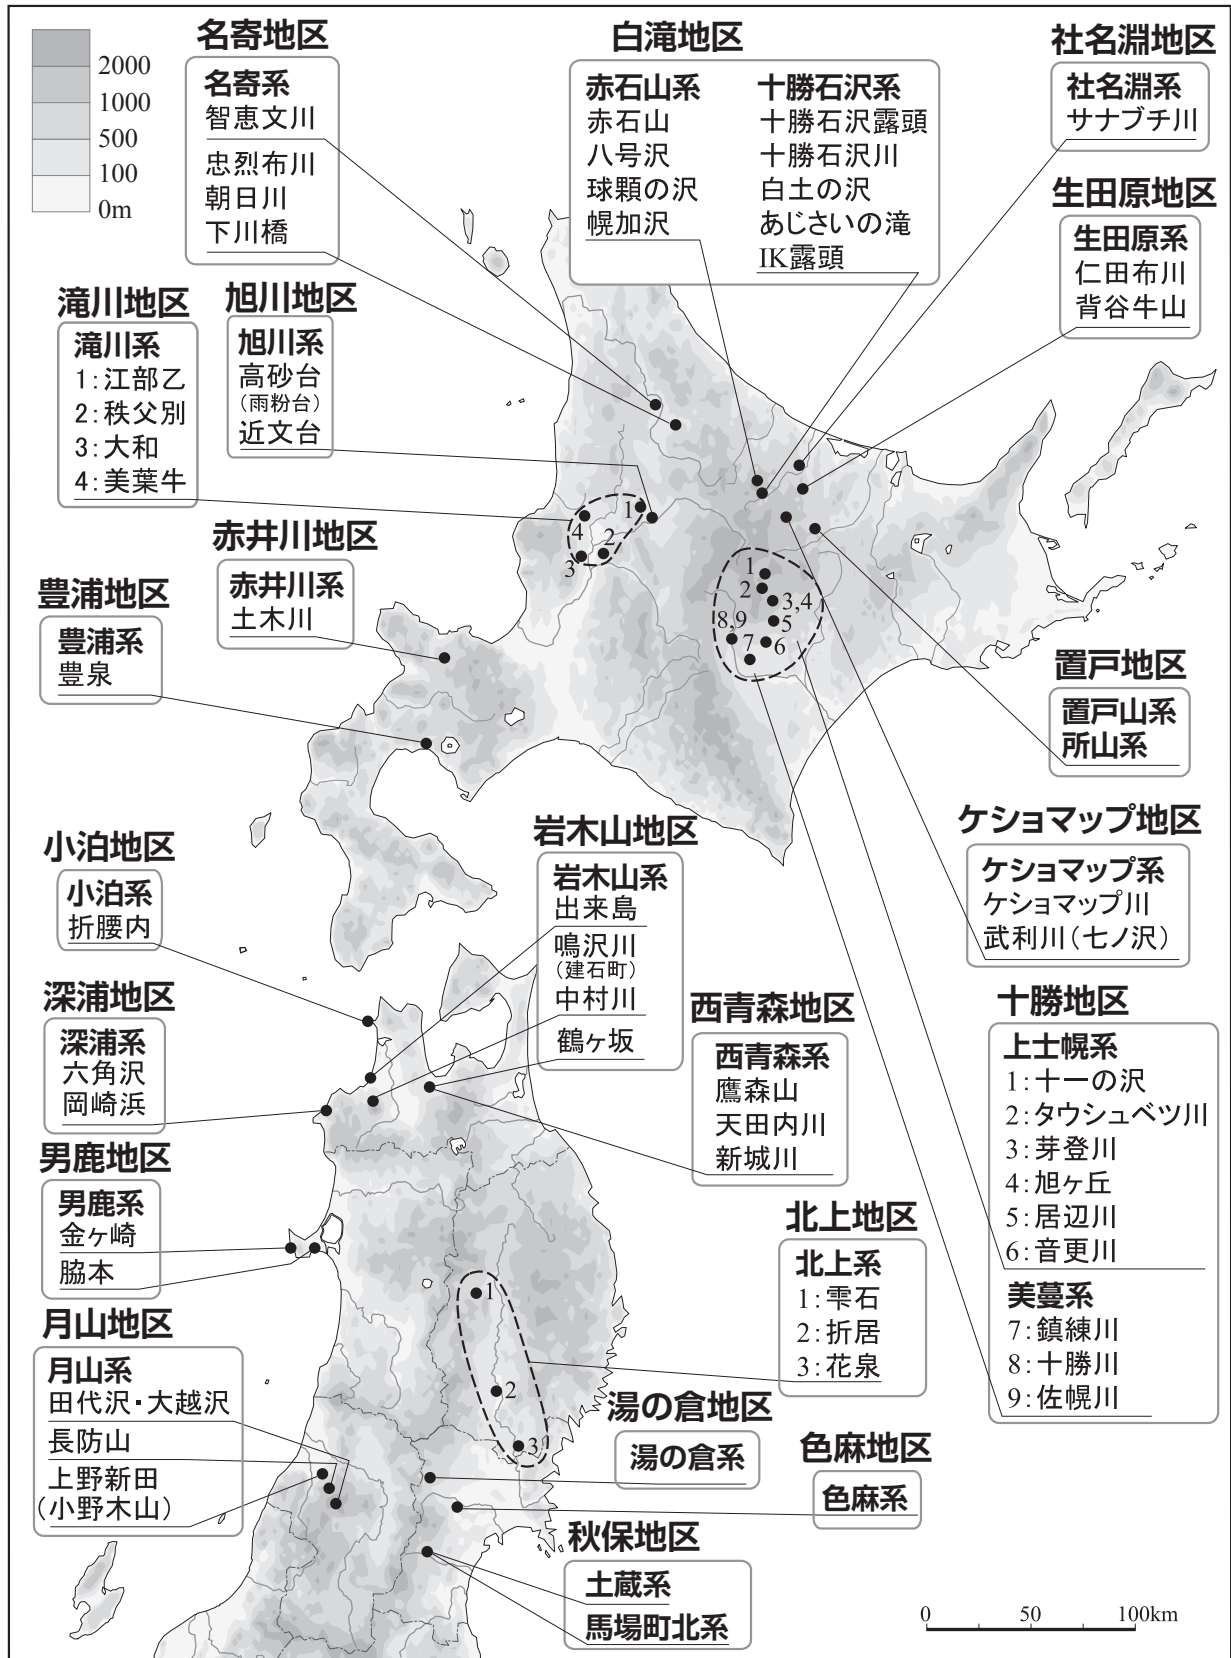 2000
1000
500
100
0m
名寄地区
名寄系
智恵文川
忠烈布川
朝日川
下川橋
白滝地区
赤石山系
赤石山
八号沢
球顆の沢
幌加沢
十勝石沢系
十勝石沢露頭
十勝石沢川
白土の沢
あじさいの滝
IK露頭
社名淵地区
社名淵系
サナブチ川
生田原地区
生田原系
仁田布川
背谷牛山
滝川地区
滝川系
1:江部乙
2:秩父別
3:大和
4:美葉牛
旭川地区
旭川系
高砂台
(雨粉台)
近文台
1
4
2
3
赤井川地区
赤井川系
土木川
豊浦地区
豊浦系
豊泉
1
2
3,4
5
8,9
6
7
置戸地区
置戸山系
所山系
ケショマップ地区
ケショマップ系
ケショマップ川
武利川(七ノ沢)
小泊地区
小泊系
折腰内
岩木山地区
岩木山系
出来島
鳴沢川
(建石町)
中村川
鶴ヶ坂
深浦地区
深浦系
六角沢
岡崎浜
西青森地区
西青森系
鷹森山
天田内川
新城川
十勝地区
上士幌系
1:十一の沢
2:タウシュベツ川
3:芽登川
4:旭ヶ丘
5:居辺川
6:音更川
美蔓系
7:鎮練川
8:十勝川
9:佐幌川
男鹿地区
男鹿系
金ヶ崎
脇本
北上地区
北上系
1:雫石
2:折居
3:花泉
1
2
3
月山地区
月山系
田代沢・大越沢
長防山
上野新田
(小野木山)
湯の倉地区
湯の倉系
色麻地区
色麻系
秋保地区
土蔵系
馬場町北系
0
50
100km